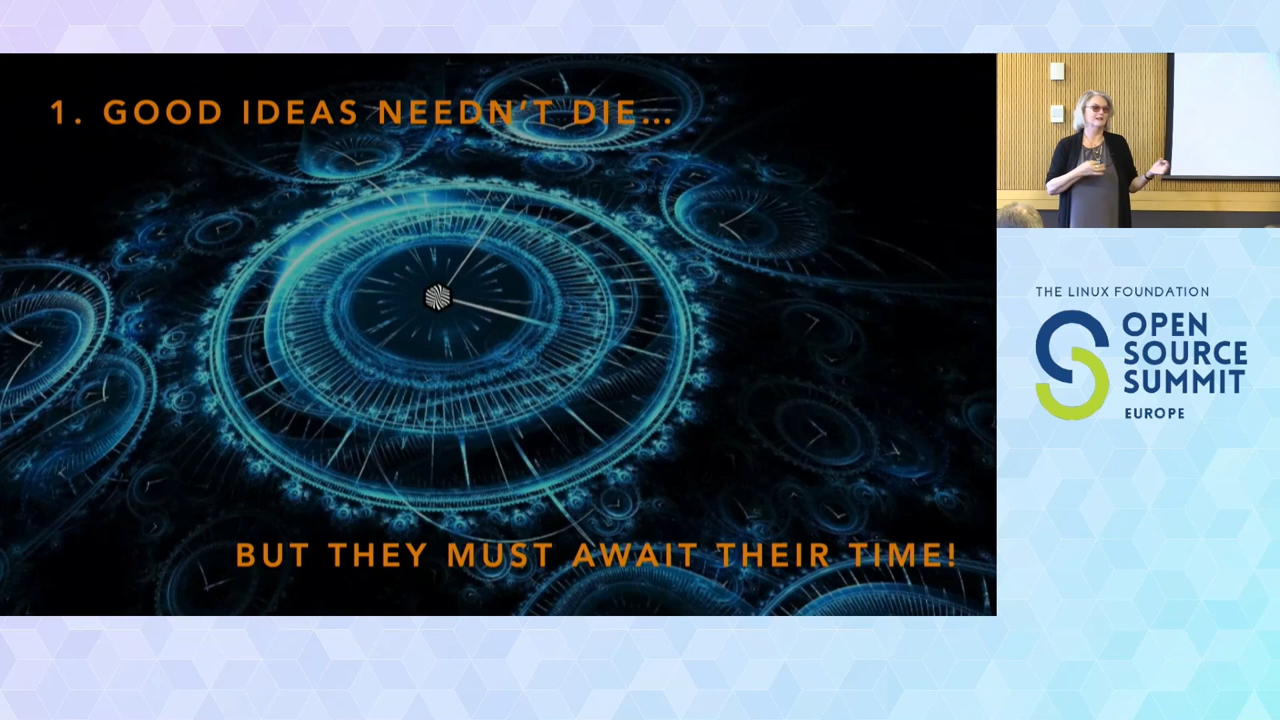 1. GOOD IDEAS NEEDN'T DIE...
BUT THEY MUST AWAIT THEIR TIME!
THE LINUX FOUNDATION
OPEN
SOURCE
SUMMIT
EUROPE